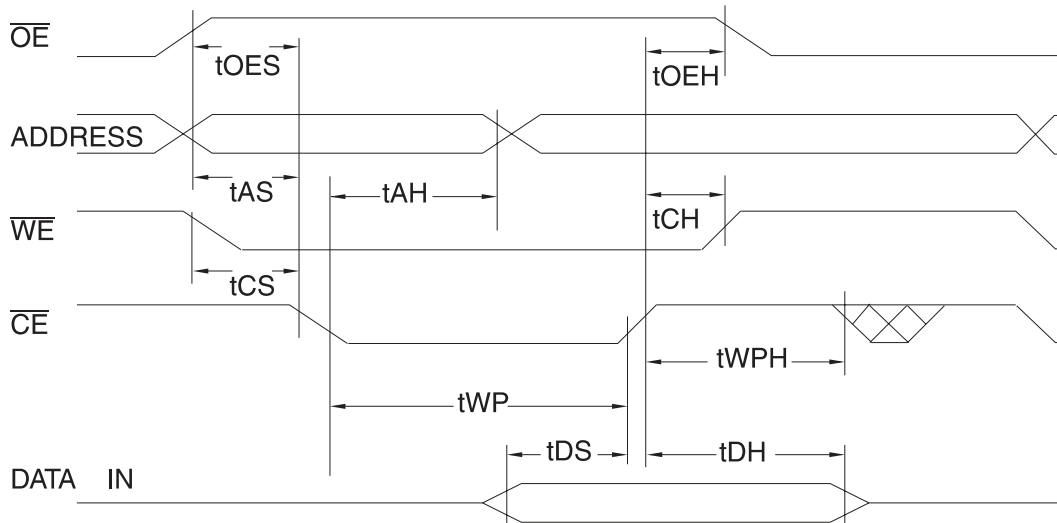 OE
tOES
tOEH
ADDRESS
tAS
tAH
tCH
WE
tCS
CE
tWPH
tWP
tDS
tDH
DATA IN